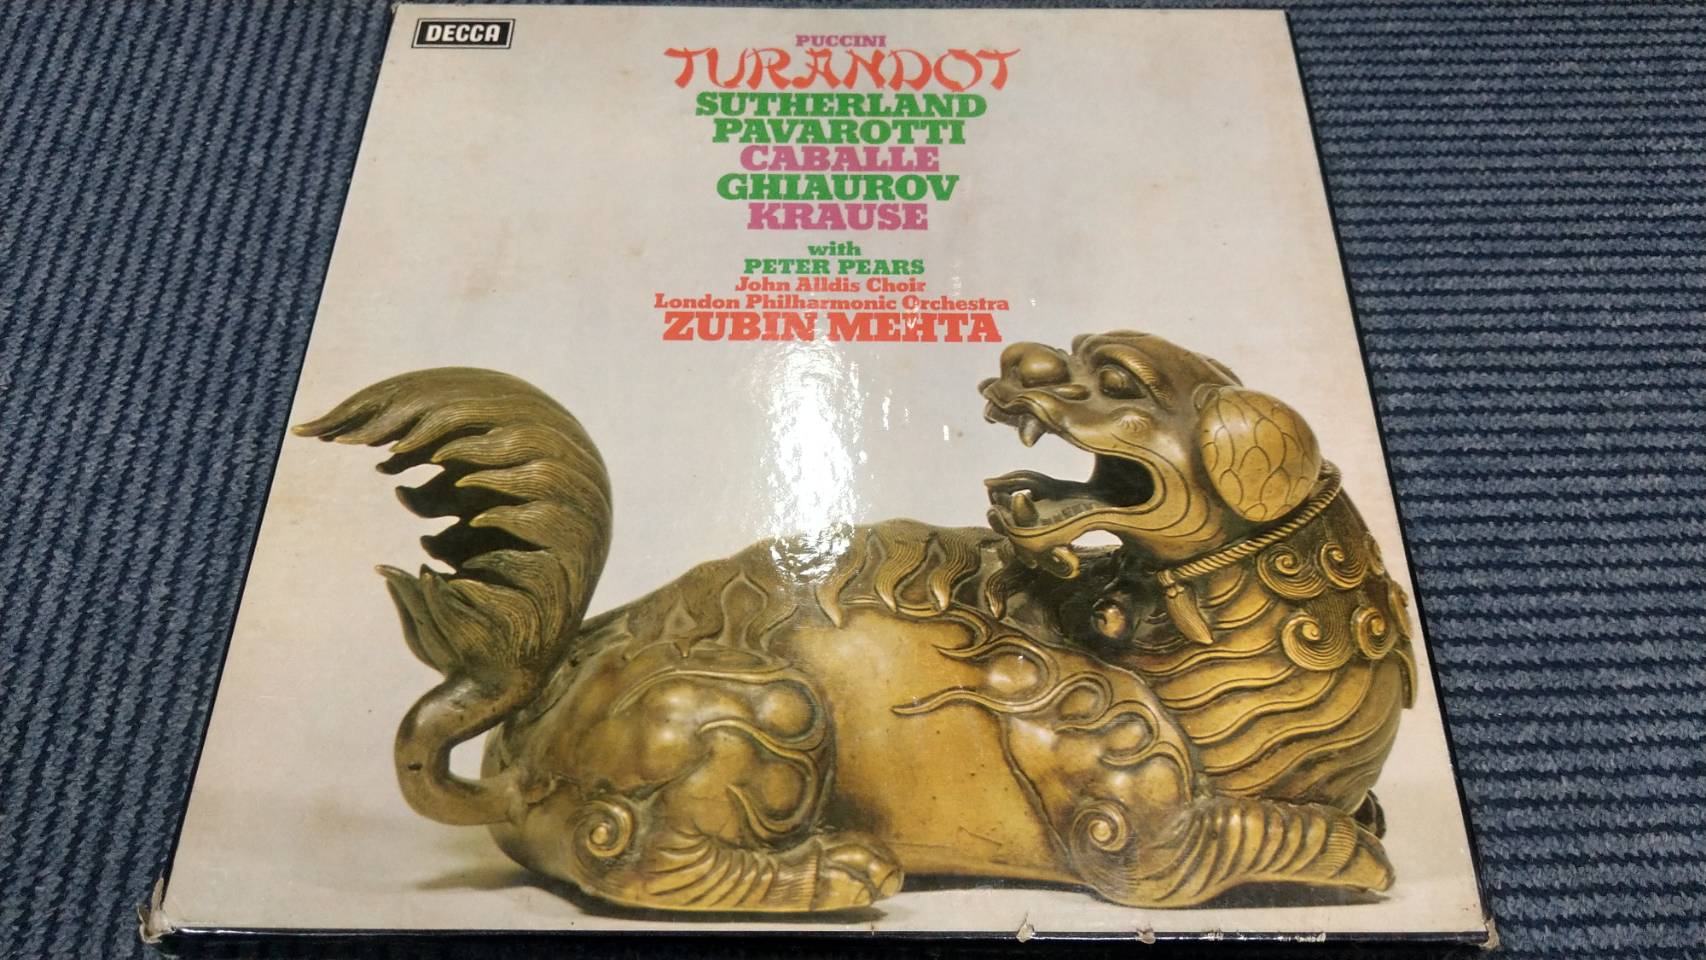 DECCA
PUCCINI
TURANDOT
SUTHERLAND
PAVAROTTI
CABALLE
GHIAUROV
KRAUSE
with
PETER PEARS
John Alldis Choir
London Philharmonic Orchestra
ZUBIN MEHTA